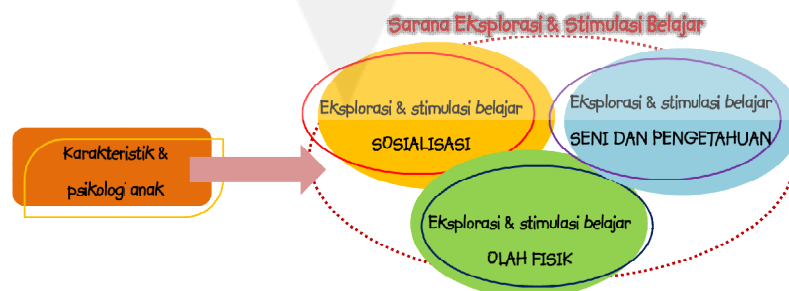 Sarana Eksplorasi & Stimulasi Belajar
Eksplorasi & stimulasi belajar
SOSIALISASI
Eksplorasi & stimulasi belajar
SENI DAN PENGETAHUAN
Karakteristik &
psikologi anak
Eksplorasi & stimulasi belajar
OLAH FISIK